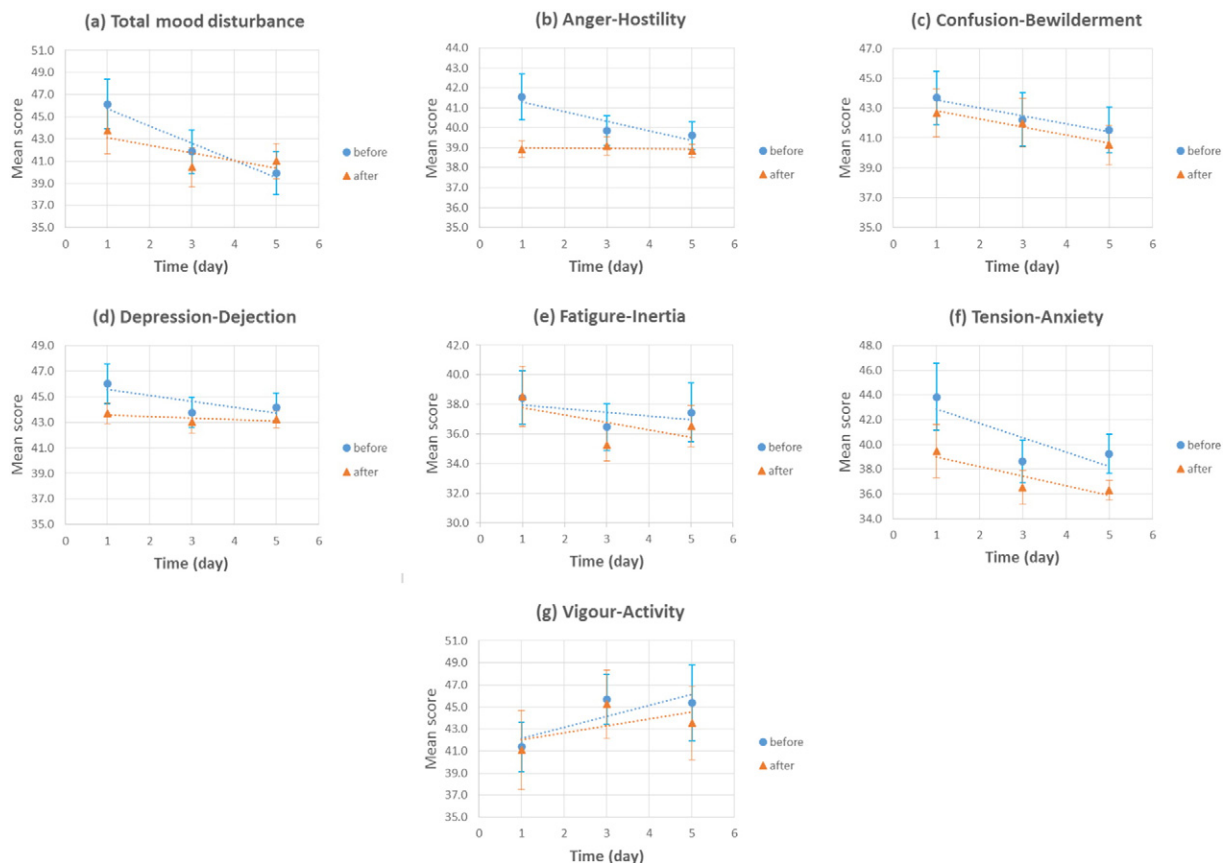 (a) Total mood disturbance
51.0
49.0
47.0
45.0
43.0
41.0
39.0
37.0
35.0
0 1 2 3 4 5 6
Mean score
Time (day)
before
after
(b) Anger-Hostility
44.0
43.0
42.0
41.0
40.0
39.0
38.0
37.0
36.0
35.0
0 1 2 3 4 5 6
Mean score
Time (day)
before
after
(c) Confusion-Bewilderment
47.0
45.0
43.0
41.0
39.0
37.0
35.0
0 1 2 3 4 5 6
Mean score
Time (day)
before
after
(d) Depression-Dejection
49.0
47.0
45.0
43.0
41.0
39.0
37.0
35.0
0 1 2 3 4 5 6
Mean score
Time (day)
before
after
(e) Fatigure-Inertia
42.0
40.0
38.0
36.0
34.0
32.0
30.0
0 1 2 3 4 5 6
Mean score
Time (day)
before
after
(f) Tension-Anxiety
48.0
46.0
44.0
42.0
40.0
38.0
36.0
34.0
0 1 2 3 4 5 6
Mean score
Time (day)
before
after
(g) Vigour-Activity
51.0
49.0
47.0
45.0
43.0
41.0
39.0
37.0
35.0
0 1 2 3 4 5 6
Mean score
Time (day)
before
after